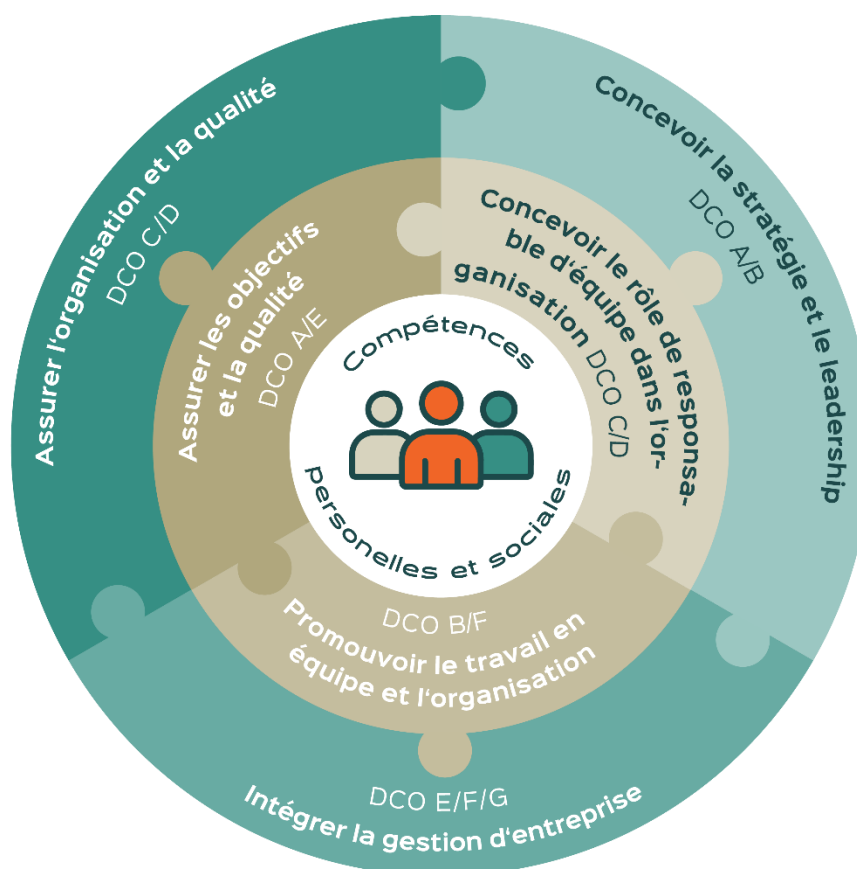 Assurer l'organisation et la qualité
DCO C/D
Concevoir la stratégie et le leadership
DCO A/B
Assurer les objectifs
et la qualité
DCO A/E
Concevoir le rôle de responsa-
ble d'équipe dans l'or-
ganisation DCO C/D
Compétences
personelles et sociales
DCO B/F
Promouvoir le travail en
équipe et l'organisation
DCO E/F/G
Intégrer la gestion d'entreprise